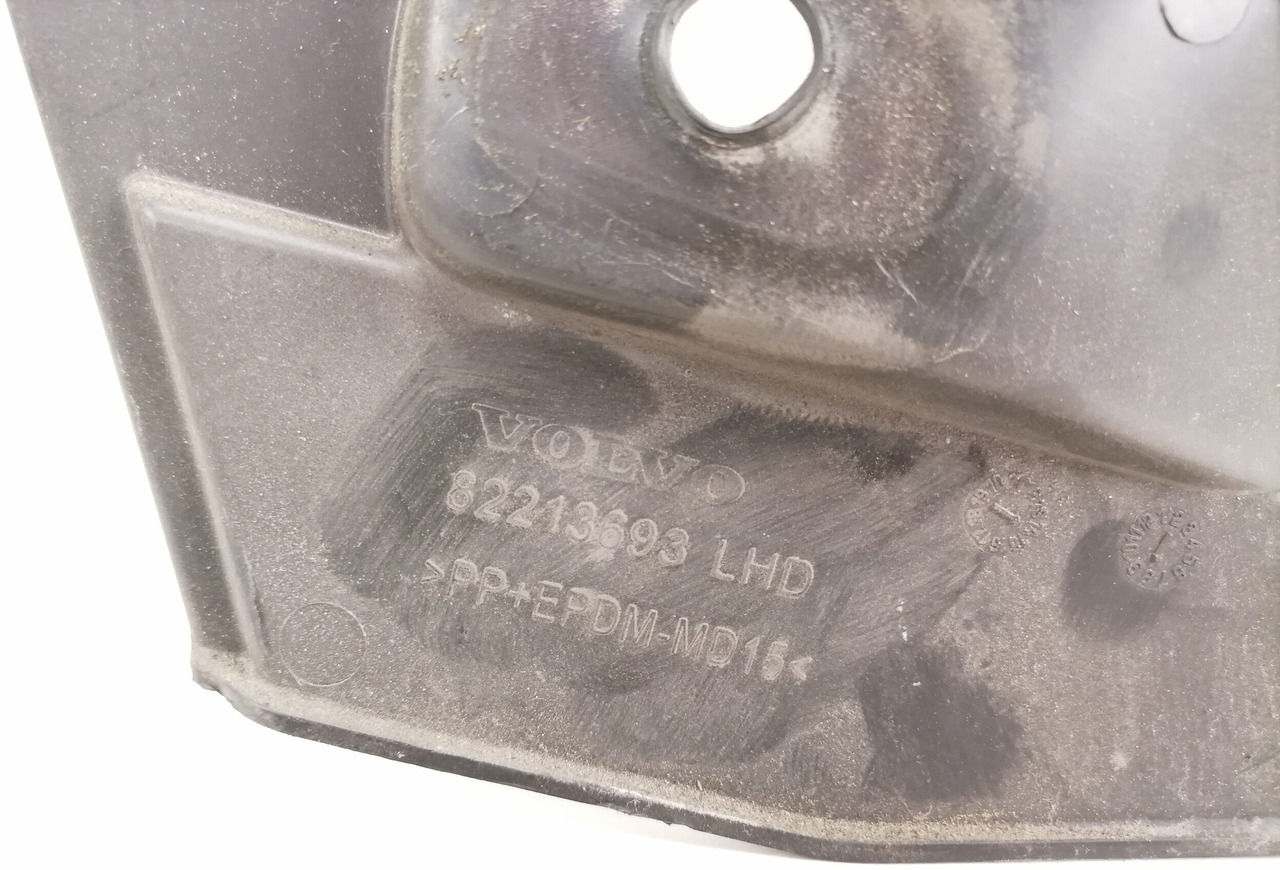 VOLVO
82213693 LHD
>PP+EPDM-MD15<